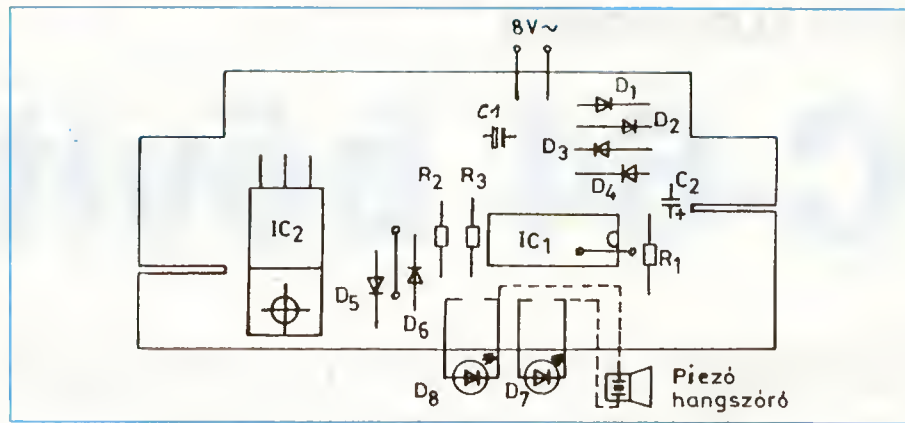 8V~
D1
C1
D2
D3
R2
R3
D4
C2
+
IC2
IC1
R1
D5
D6
D8
D7
Piezó
hangszóró